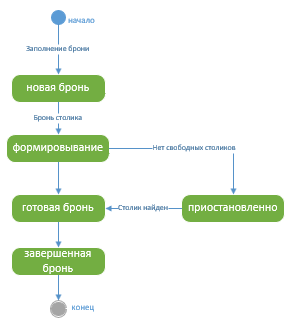 начало
Заполнение брони
новая бронь
Бронь столика
формировывание
Нет свободных столиков
готовая бронь
Столик найден
приостановленно
завершенная
бронь
конец